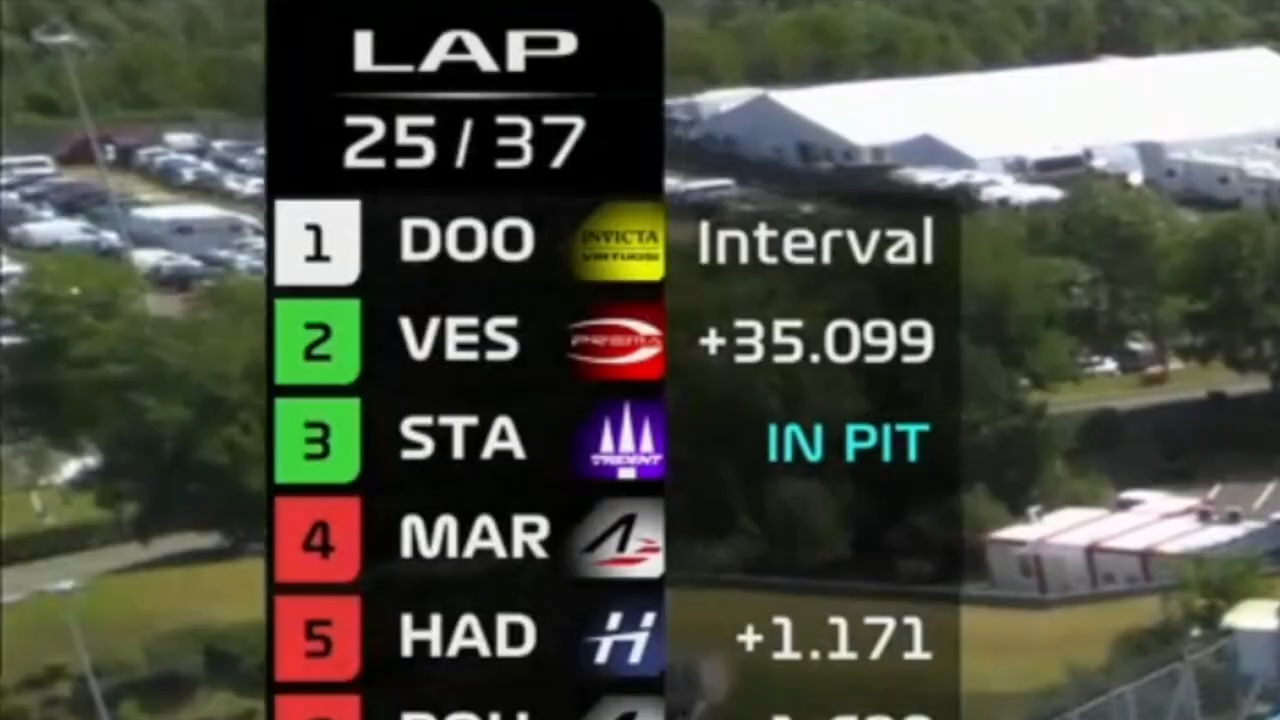 LAP
25/37
1 DOO INVICTA VIRTUOSI Interval
2 VES PREMA +35.099
3 STA TRIDENT IN PIT
4 MAR
5 HAD H +1.171